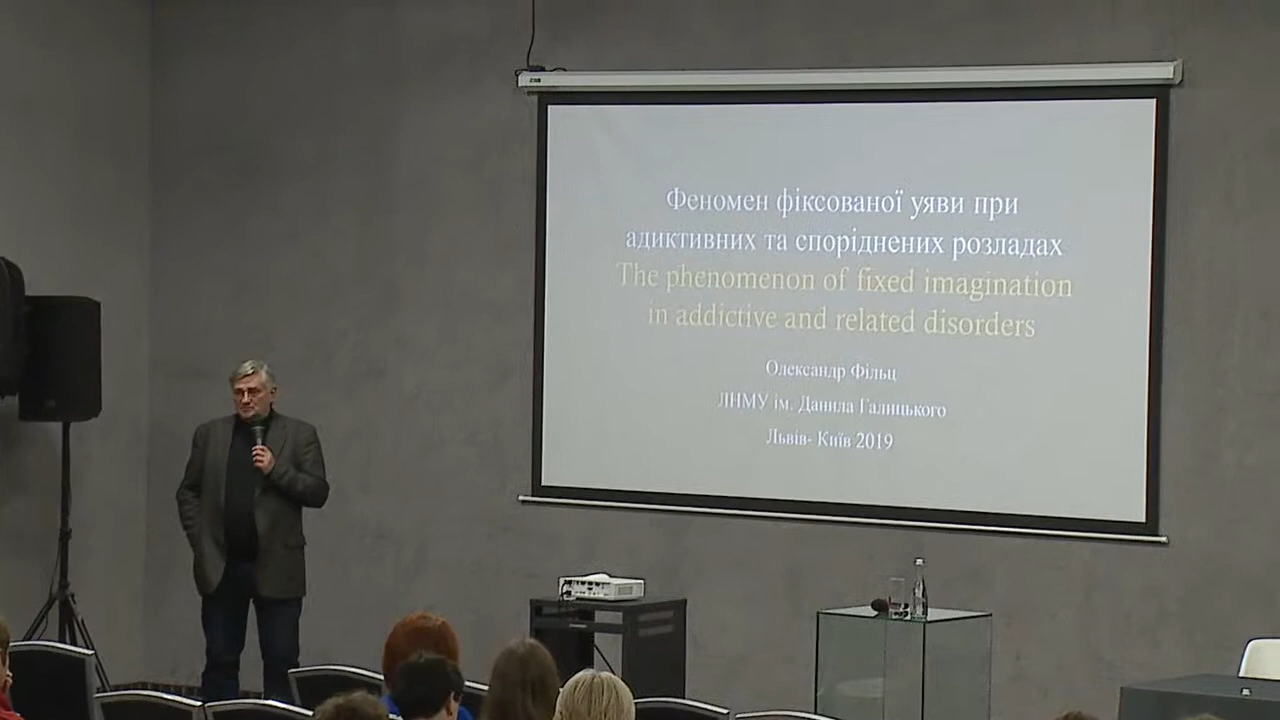 Феномен фіксованої уяви при
адиктивних та споріднених розладах
The phenomenon of fixed imagination
in addictive and related disorders
Олександр Фільц
ЛНМУ ім. Данила Галицького
Львів- Київ 2019